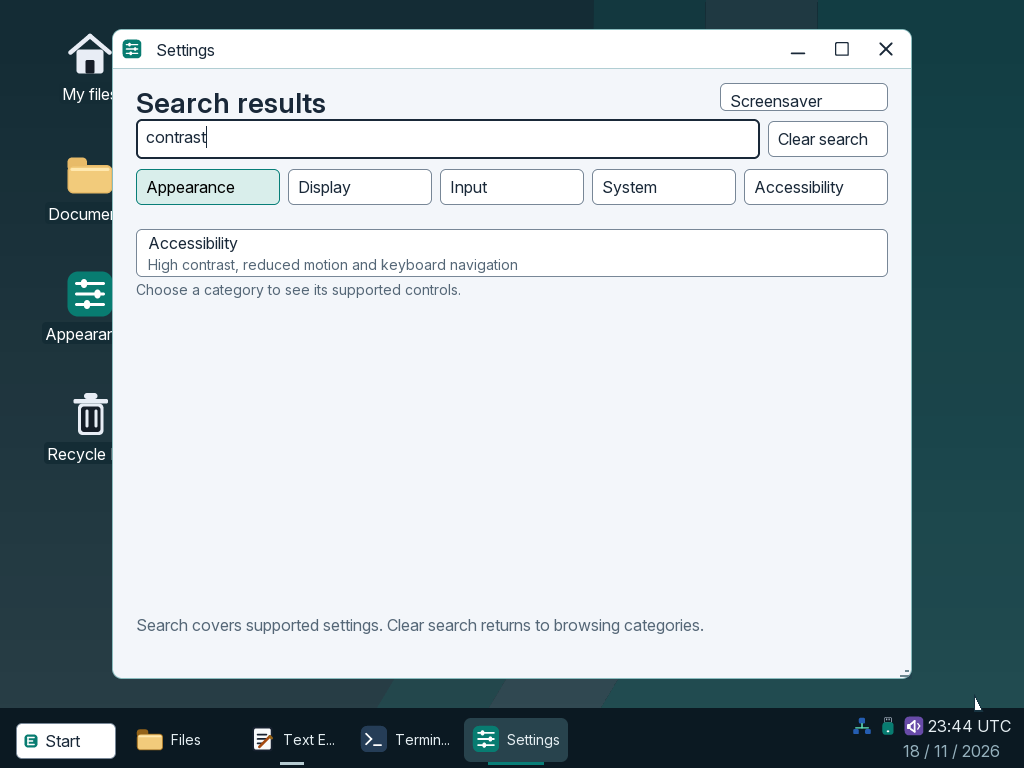 My files
Documen
Appearan
Recycle
Settings
Search results
Screensaver
contrast
Clear search
Appearance
Display
Input
System
Accessibility
Accessibility
High contrast, reduced motion and keyboard navigation
Choose a category to see its supported controls.
Search covers supported settings. Clear search returns to browsing categories.
Start
Files
Text E...
Termin...
Settings
23:44 UTC
18 / 11 / 2026